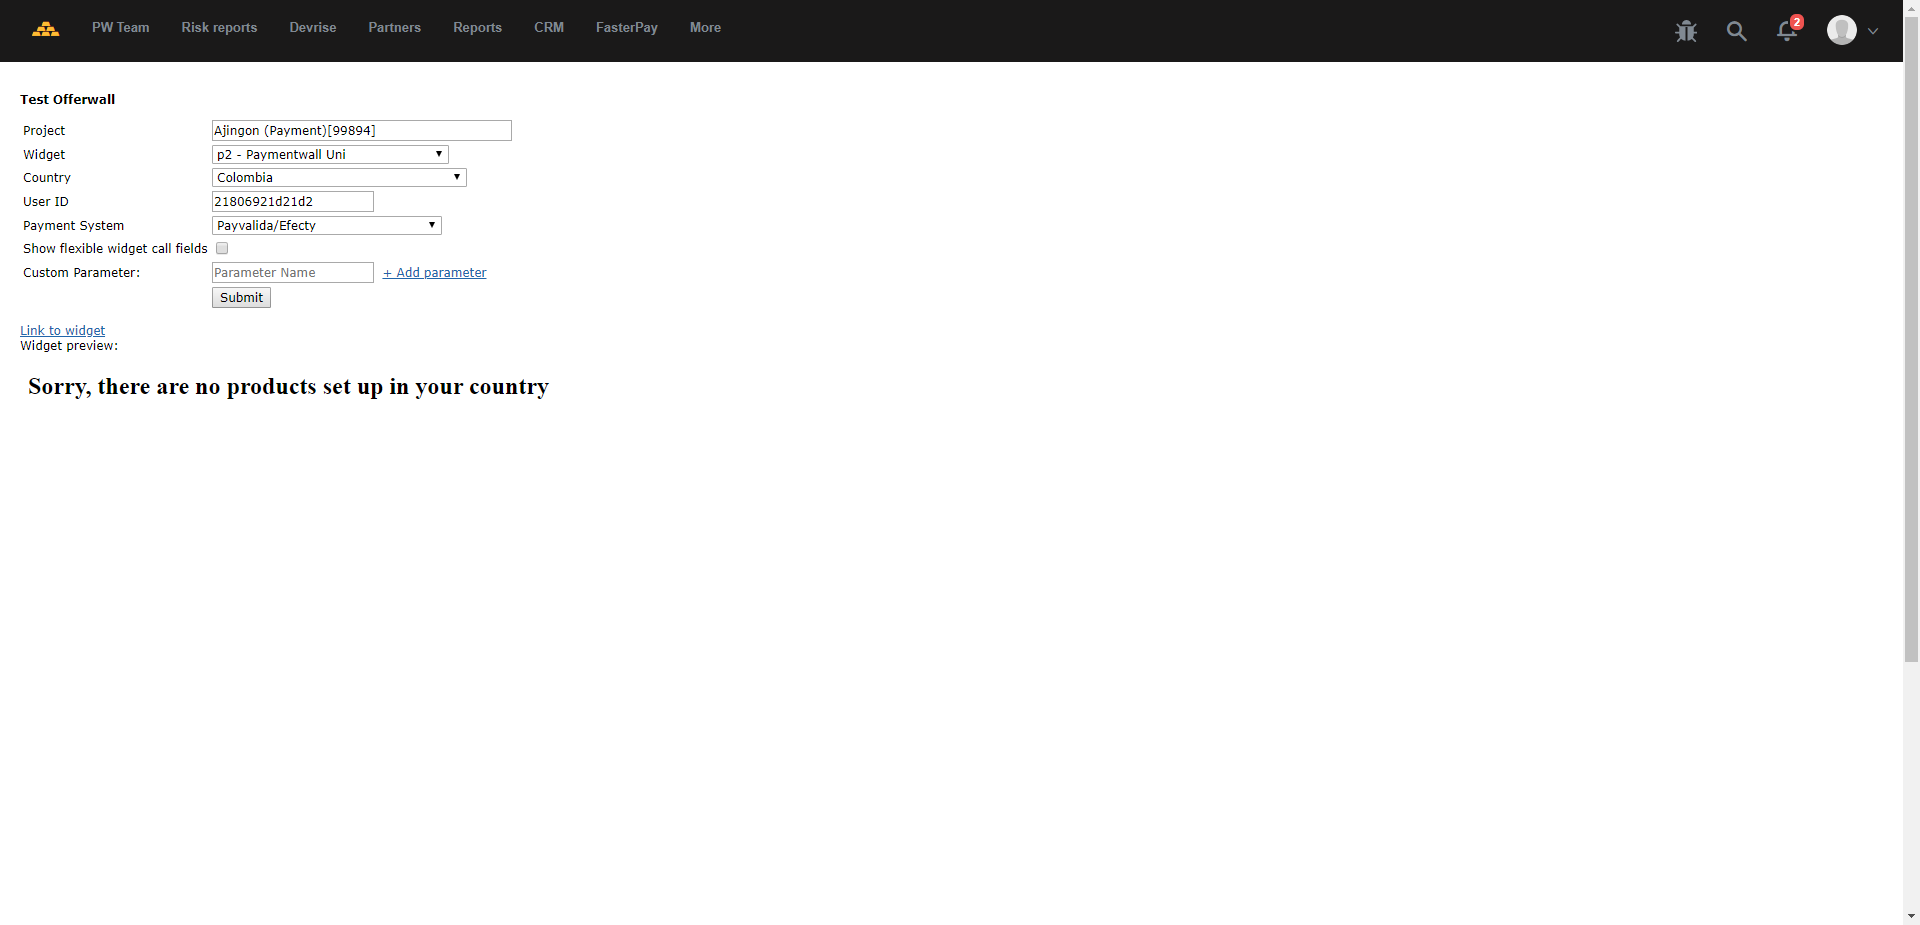 PW Team Risk reports Devrise Partners Reports CRM FasterPay More 2
Test Offerwall
Project Ajingon (Payment)[99894]
Widget p2 - Paymentwall Uni
Country Colombia
User ID 21806921d21d2
Payment System Payvalida/Efecty
Show flexible widget call fields
Custom Parameter: Parameter Name + Add parameter
Submit
Link to widget
Widget preview:
Sorry, there are no products set up in your country